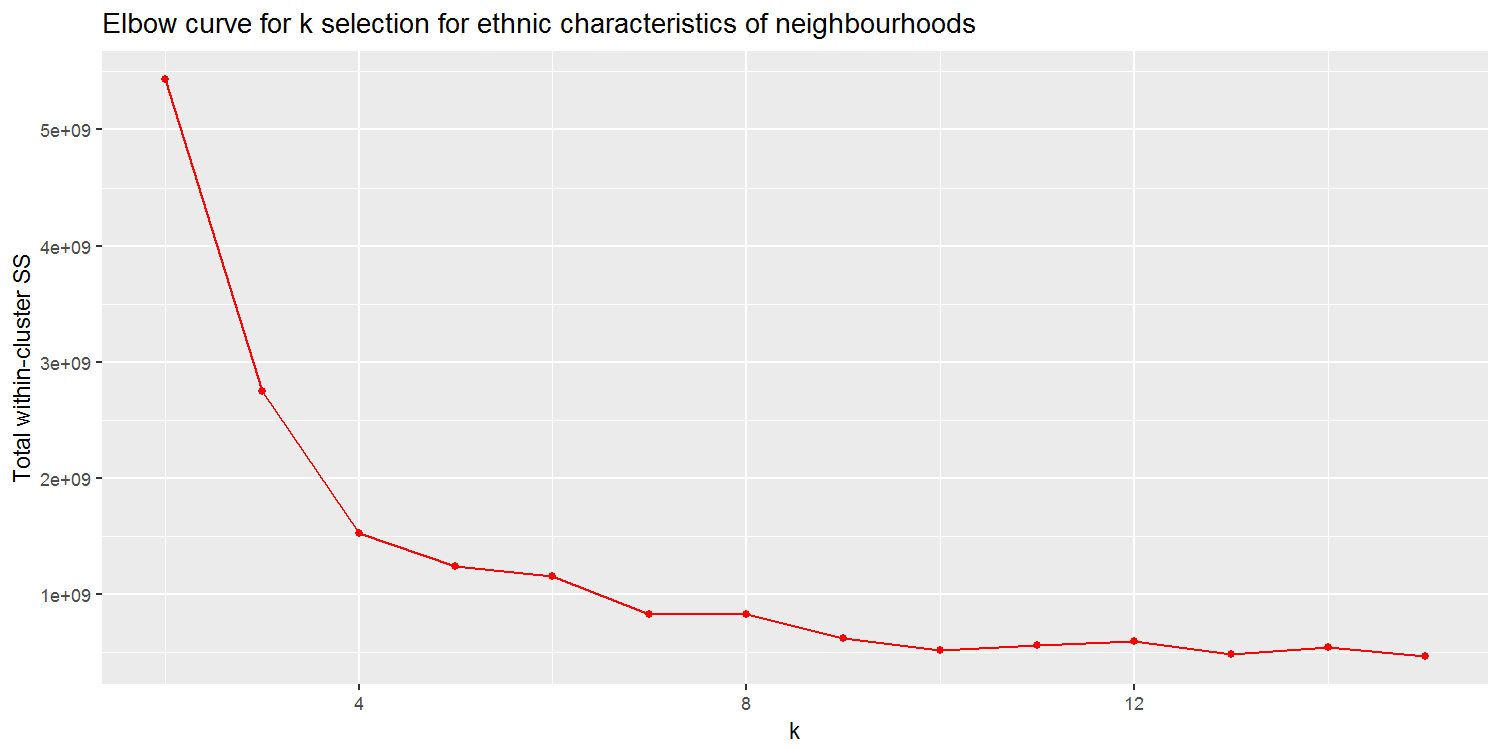 Elbow curve for k selection for ethnic characteristics of neighbourhoods
Total within-cluster SS
5e+09
4e+09
3e+09
2e+09
1e+09
4
8
12
k